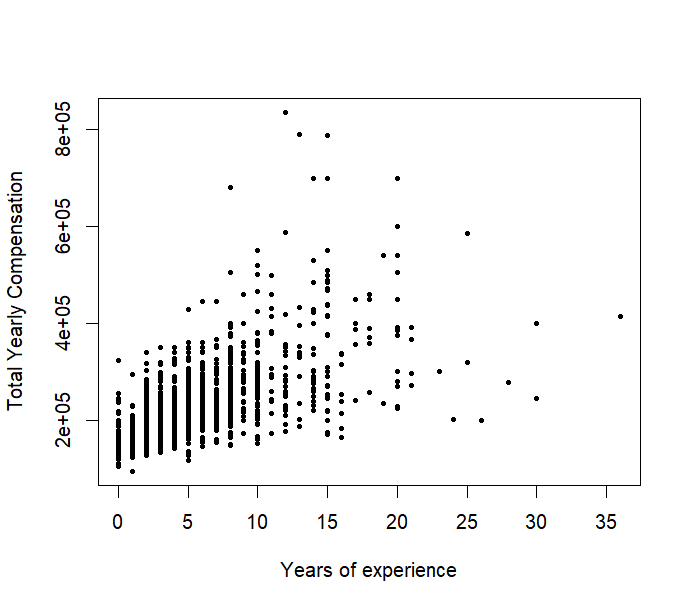 8e+05
6e+05
4e+05
2e+05
Total Yearly Compensation
0 5 10 15 20 25 30 35
Years of experience